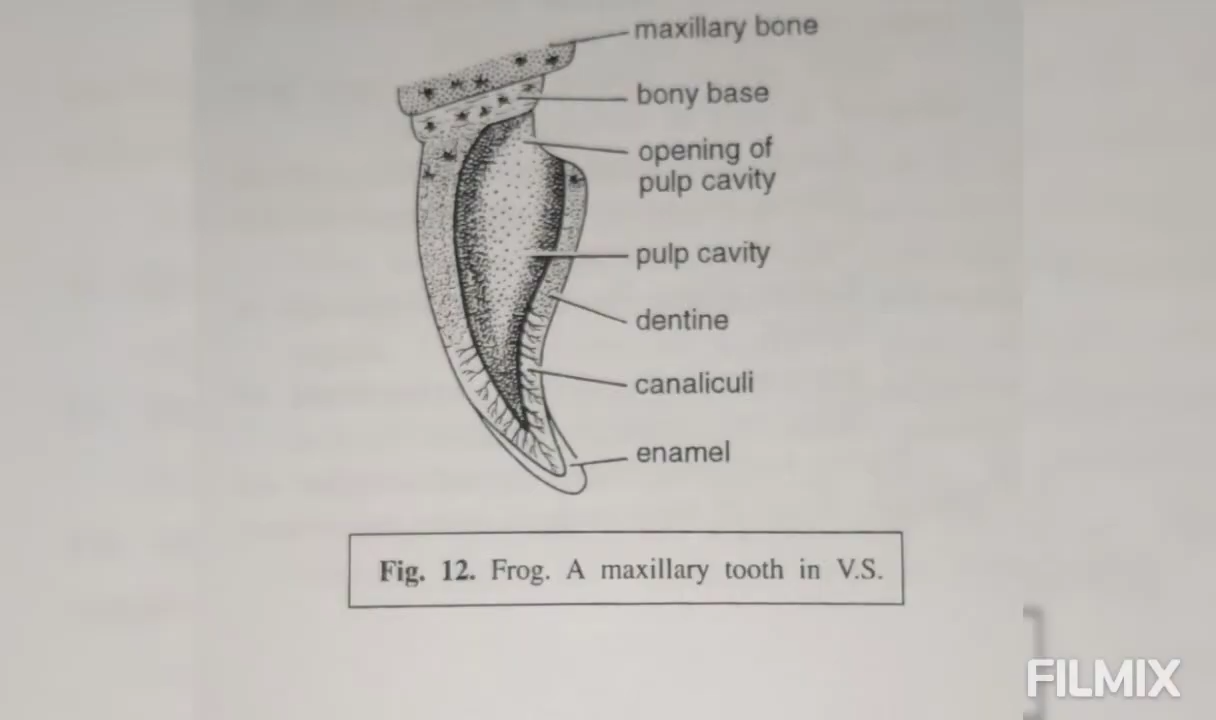 maxillary bone
bony base
opening of
pulp cavity
pulp cavity
dentine
canaliculi
enamel
Fig. 12. Frog. A maxillary tooth in V.S.
FILMIX